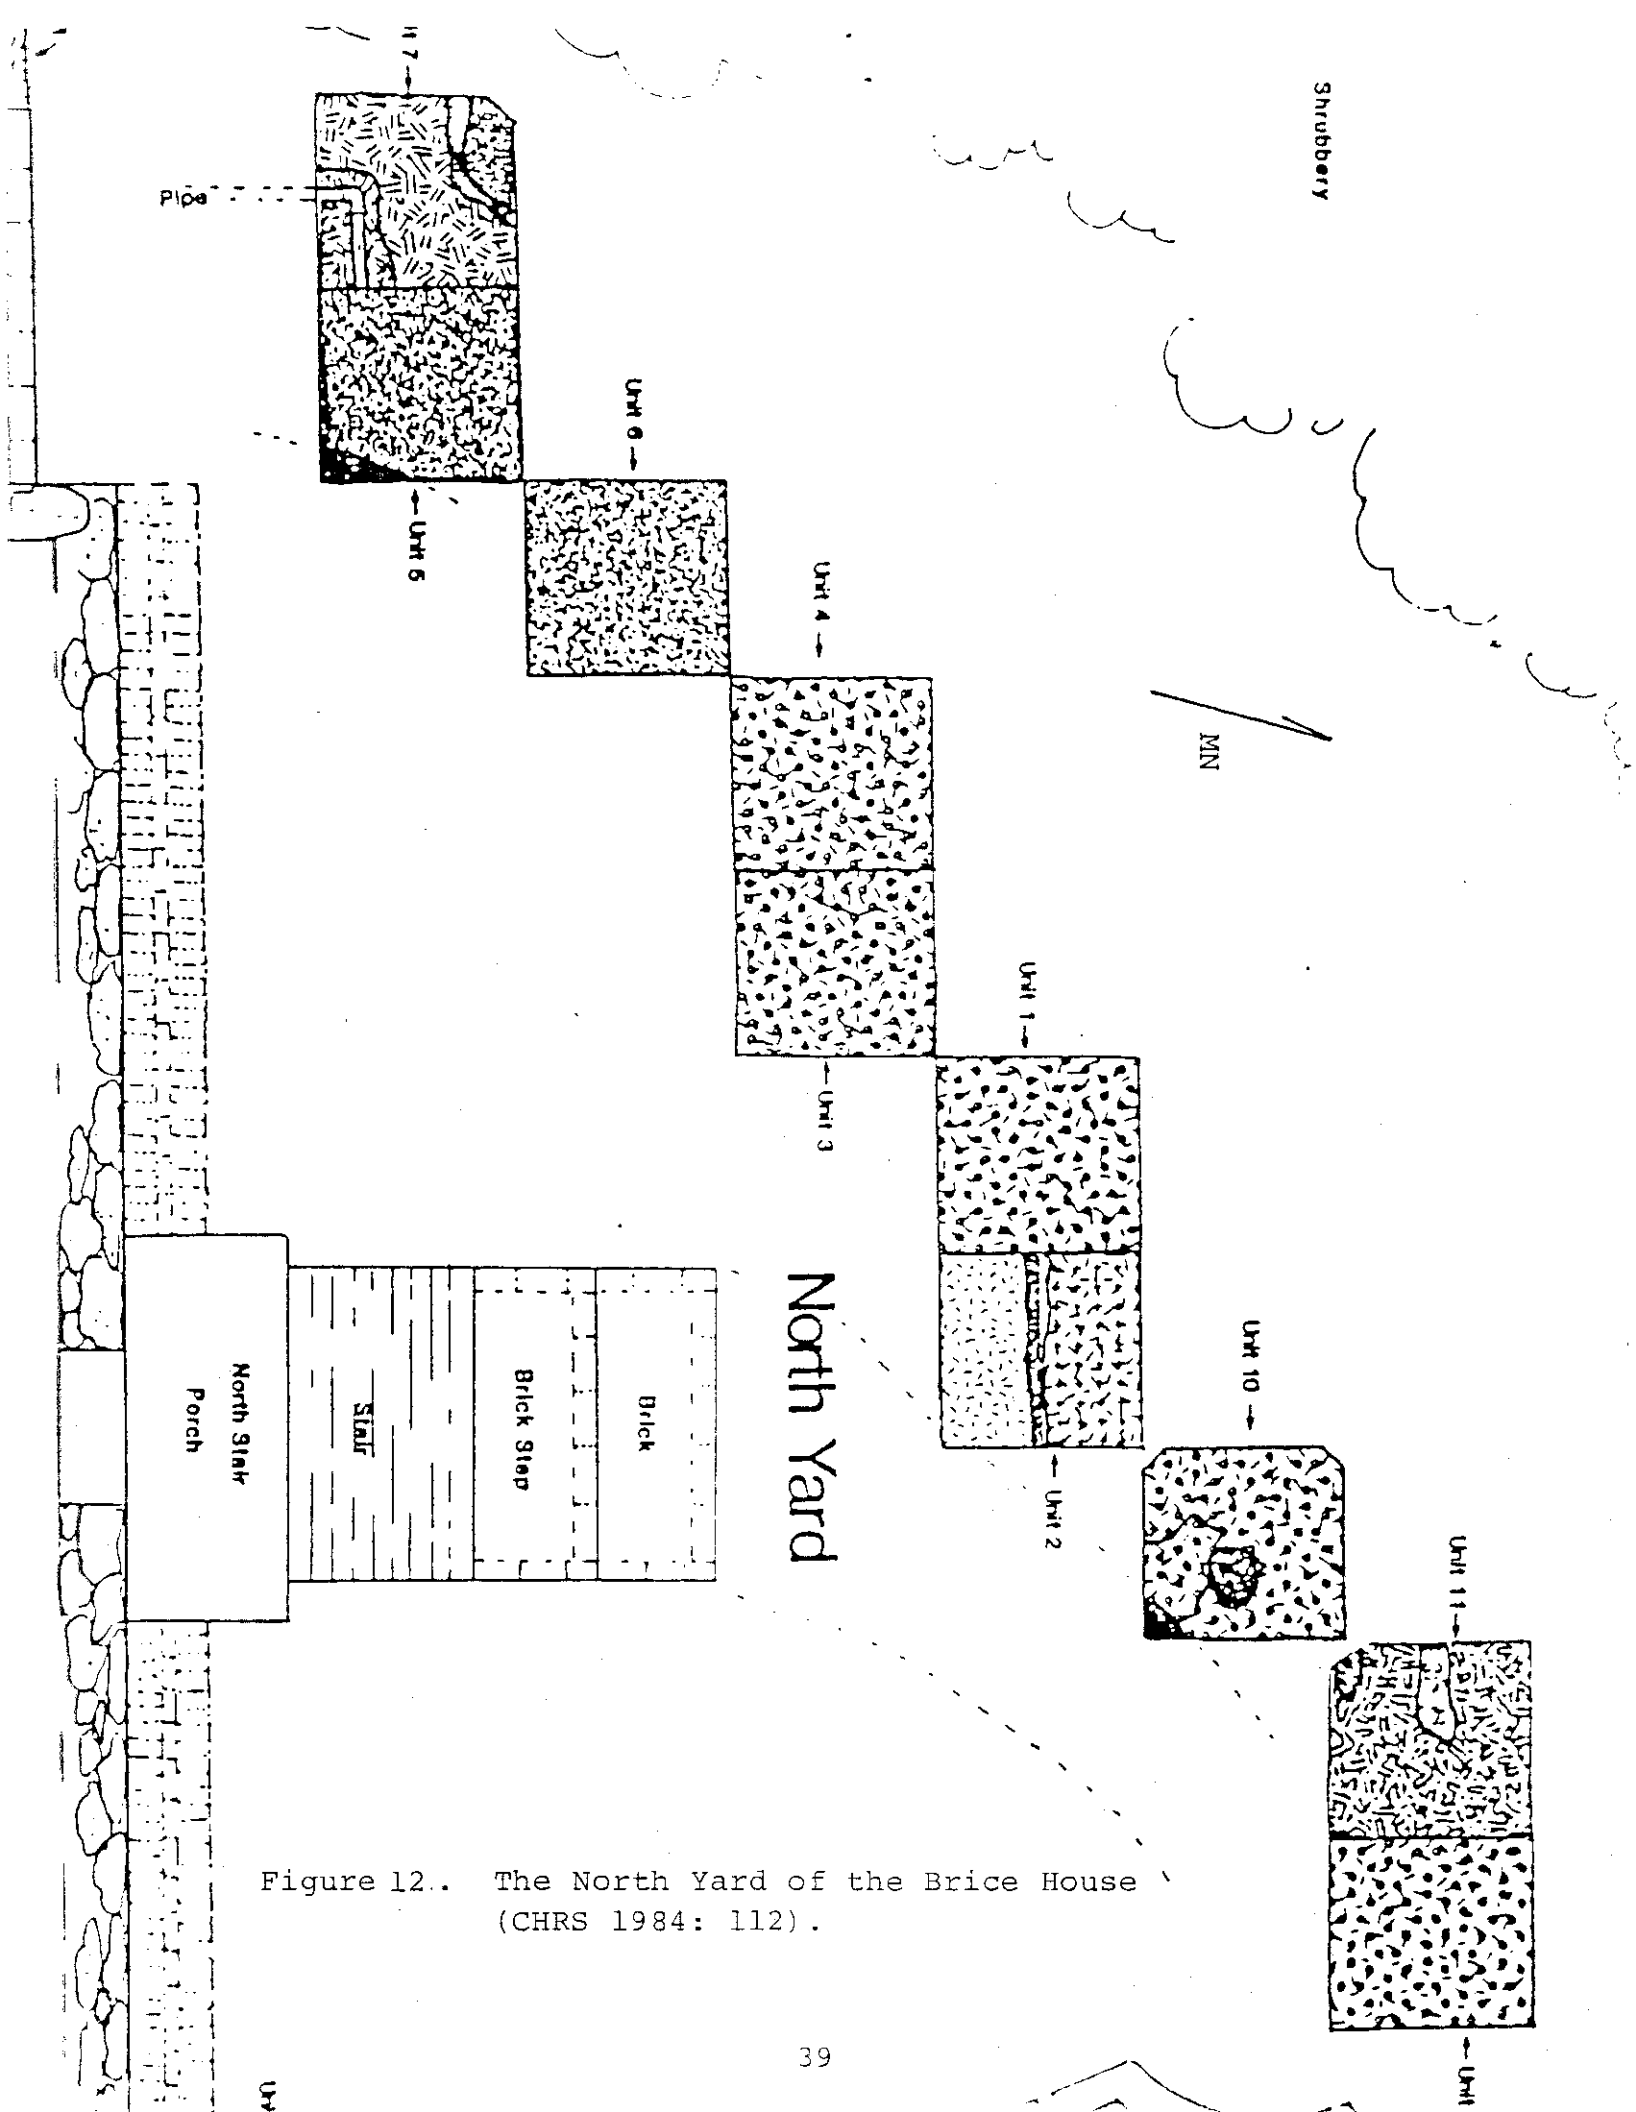 Shrubbery
Pipe
Unit 6
Unit 4
MN
Unit 1
Unit 3
Unit 10
Unit 2
Unit 11
North Yard
North Stair
Porch
Stair
Brick Step
Brick
Unit
Figure 12. The North Yard of the Brice House
(CHRS 1984: 112).
39